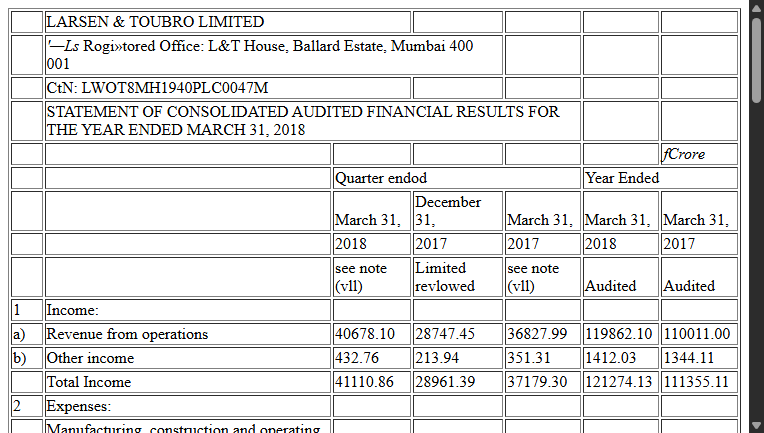 LARSEN & TOUBRO LIMITED
'—Ls Rogi»tored Office: L&T House, Ballard Estate, Mumbai 400
001
CtN: LWOT8MH1940PLC0047M
STATEMENT OF CONSOLIDATED AUDITED FINANCIAL RESULTS FOR
THE YEAR ENDED MARCH 31, 2018
fCrore
Quarter endod Year Ended
March 31, December 31, March 31, March 31, March 31,
2018 2017 2017 2018 2017
see note (vll) Limited revlowed see note (vll) Audited Audited
1 Income:
a) Revenue from operations 40678.10 28747.45 36827.99 119862.10 110011.00
b) Other income 432.76 213.94 351.31 1412.03 1344.11
Total Income 41110.86 28961.39 37179.30 121274.13 111355.11
2 Expenses:
Manufacturing, construction and operating